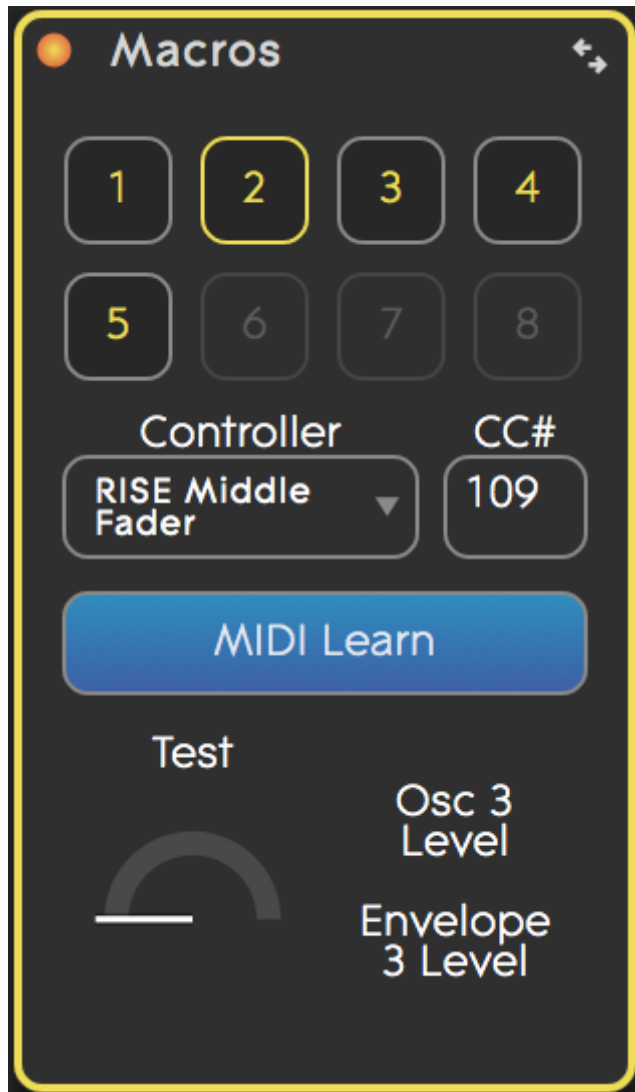 Macros
1 2 3 4
5 6 7 8
Controller CC#
RISE Middle
Fader
109
MIDI Learn
Test
Osc 3
Level
Envelope
3 Level